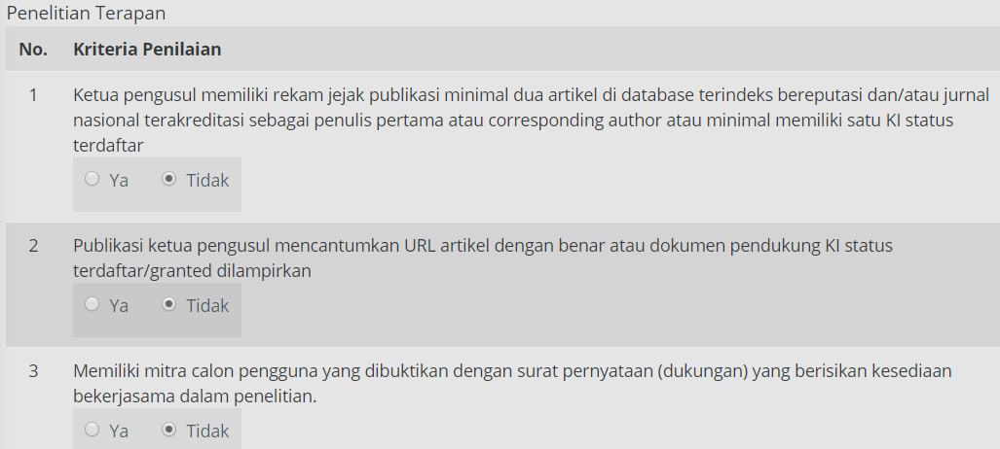 Penelitian Terapan
No. Kriteria Penilaian
1 Ketua pengusul memiliki rekam jejak publikasi minimal dua artikel di database terindeks bereputasi dan/atau jurnal
nasional terakreditasi sebagai penulis pertama atau corresponding author atau minimal memiliki satu KI status
terdaftar
Ya Tidak
2 Publikasi ketua pengusul mencantumkan URL artikel dengan benar atau dokumen pendukung KI status
terdaftar/granted dilampirkan
Ya Tidak
3 Memiliki mitra calon pengguna yang dibuktikan dengan surat pernyataan (dukungan) yang berisikan kesediaan
bekerjasama dalam penelitian.
Ya Tidak